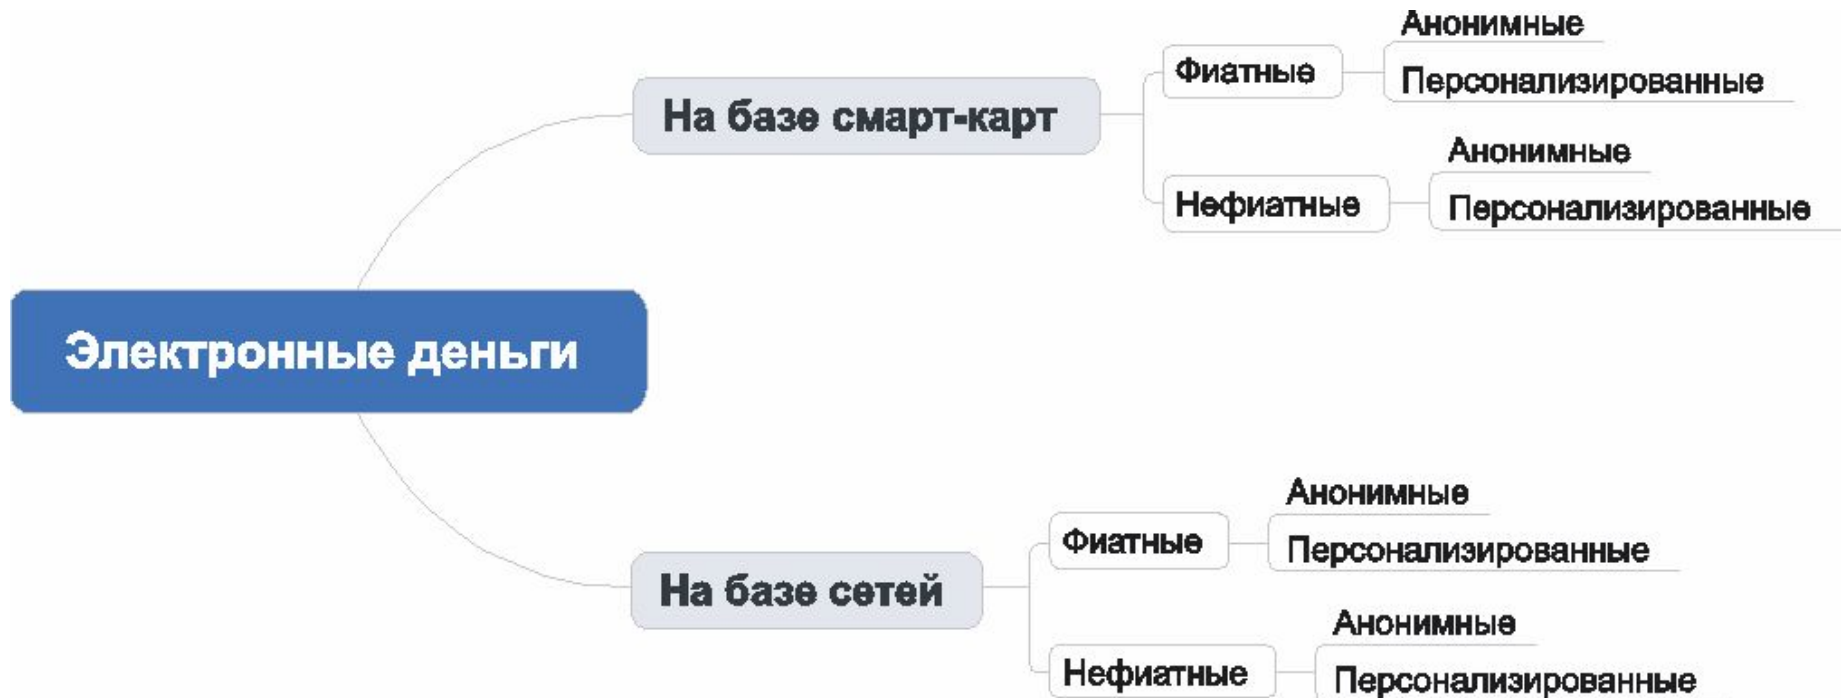 Электронные деньги
На базе смарт-карт
Фиатные
Анонимные
Персонализированные
Нефиатные
Анонимные
Персонализированные
На базе сетей
Фиатные
Анонимные
Персонализированные
Нефиатные
Анонимные
Персонализированные